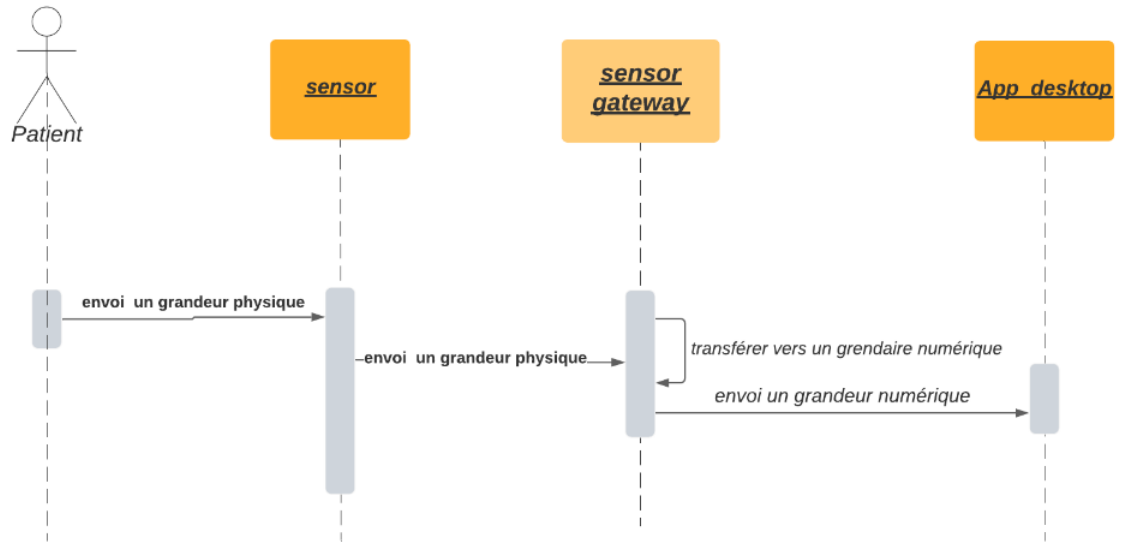 Patient
sensor
sensor
gateway
App_desktop
envoi un grandeur physique
envoi un grandeur physique
transférer vers un grendaire numérique
envoi un grandeur numérique